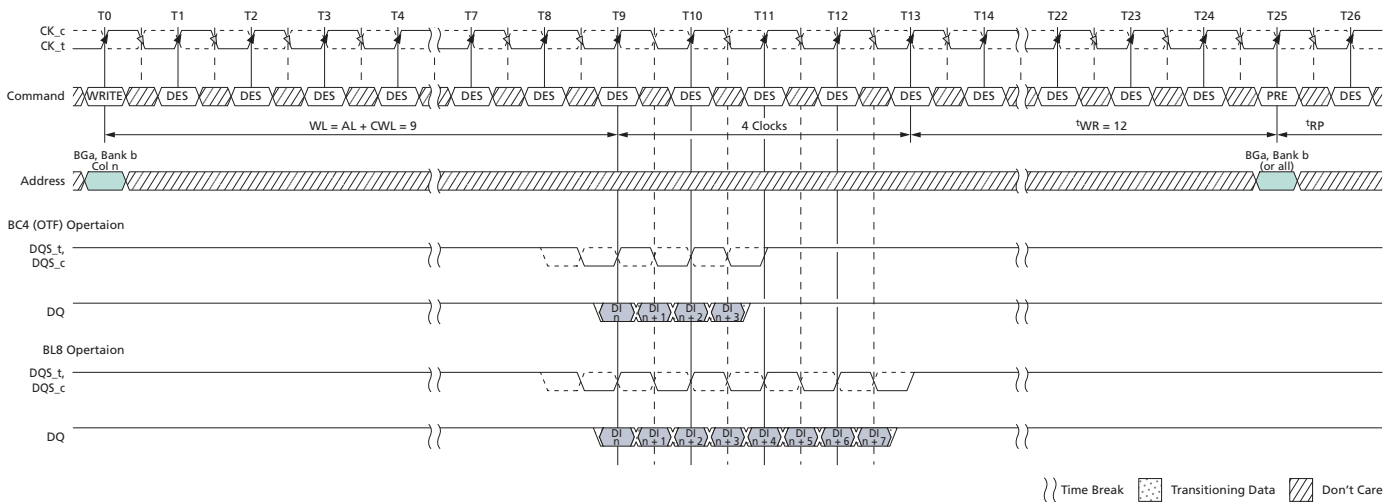 T0 T1 T2 T3 T4 T7 T8 T9 T10 T11 T12 T13 T14 T22 T23 T24 T25 T26
CK_c
CK_t
Command WRITE DES DES DES DES DES DES DES DES DES DES DES DES DES DES DES PRE DES
WL = AL + CWL = 9 4 Clocks tWR = 12 tRP
BGa, Bank b
Col n
BGa, Bank b
(or all)
Address
BC4 (OTF) Opertaion
DQS_t,
DQS_c
DQ DI n DI n + 1 DI n + 2 DI n + 3
BL8 Opertaion
DQS_t,
DQS_c
DQ DI n DI n + 1 DI n + 2 DI n + 3 DI n + 4 DI n + 5 DI n + 6 DI n + 7
Time Break Transitioning Data Don't Care